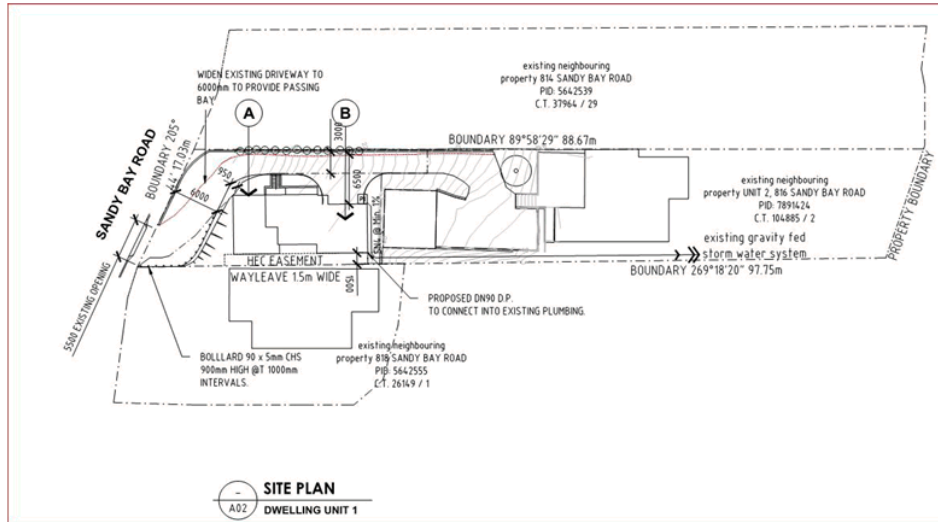 existing neighbouring
property 814 SANDY BAY ROAD
PID: 5642539
C.T. 37964 / 29
WIDEN EXISTING DRIVEWAY TO
6000mm TO PROVIDE PASSING
BAY
A
B
3000
BOUNDARY 89°58'29" 88.67m
SANDY BAY ROAD
BOUNDARY 205°
44' 17.03m
950
6000
6500
existing neighbouring
property UNIT 2, 816 SANDY BAY ROAD
PID: 7891424
C.T. 104885 / 2
PROPERTY BOUNDARY
existing gravity fed
storm water system
BOUNDARY 269°18'20" 97.75m
HEC EASEMENT
WAYLEAVE 1.5m WIDE
1500
5500 EXISTING OPENING
PROPOSED DN90 D.P.
TO CONNECT INTO EXISTING PLUMBING.
BOLLLARD 90 x 5mm CHS
900mm HIGH @T 1000mm
INTERVALS.
existing neighbouring
property 818 SANDY BAY ROAD
PID: 5642555
C.T. 26149 / 1
–
A02
SITE PLAN
DWELLING UNIT 1